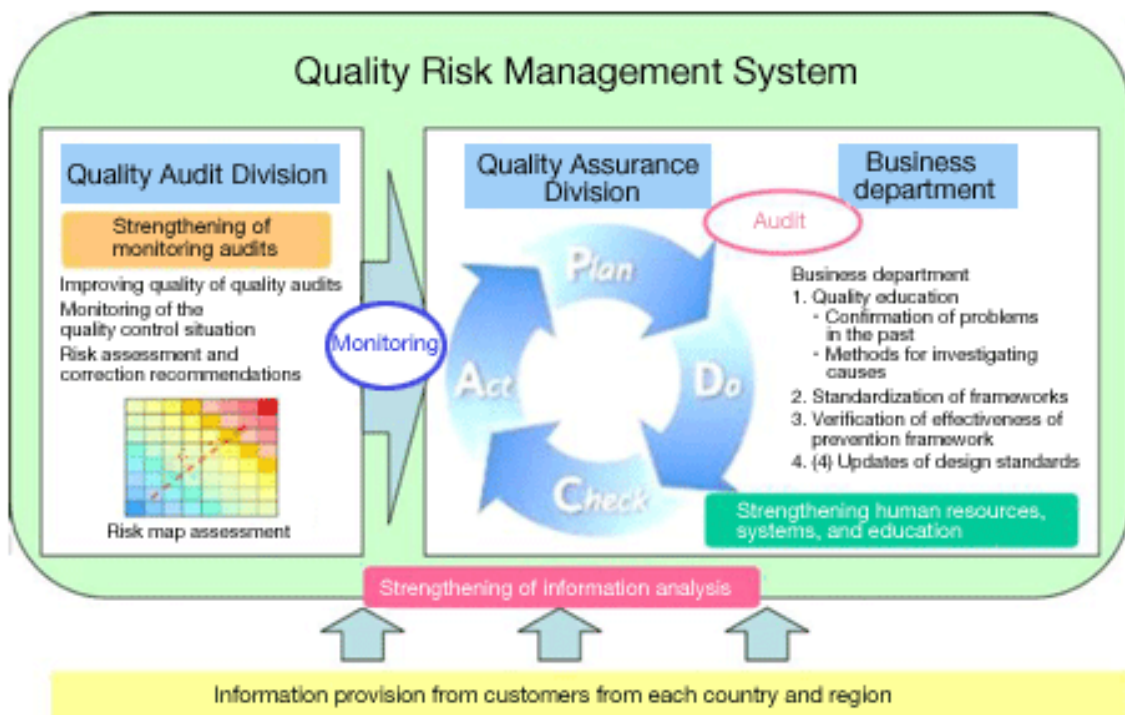 Quality Risk Management System
Quality Audit Division
Strengthening of
monitoring audits
Improving quality of quality audits
Monitoring of the
quality control situation
Risk assessment and
correction recommendations
Risk map assessment
Monitoring
Quality Assurance
Division
Business
department
Audit
Plan
Do
Check
Act
Business department
1. Quality education
- Confirmation of problems
in the past
- Methods for investigating
causes
2. Standardization of frameworks
3. Verification of effectiveness of
prevention framework
4. (4) Updates of design standards
Strengthening human resources,
systems, and education
Strengthening of information analysis
Information provision from customers from each country and region